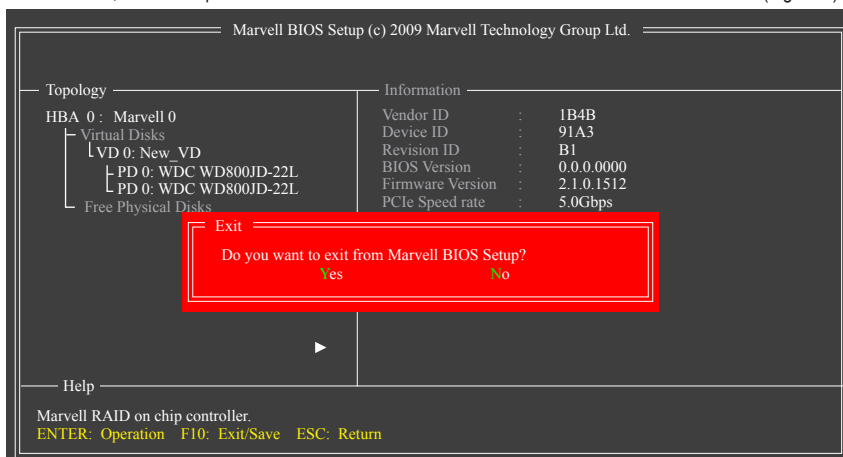 Marvell BIOS Setup (c) 2009 Marvell Technology Group Ltd.
Topology
HBA 0 : Marvell 0
Virtual Disks
VD 0: New_VD
PD 0: WDC WD800JD-22L
PD 0: WDC WD800JD-22L
Free Physical Disks
Information
Vendor ID : 1B4B
Device ID : 91A3
Revision ID : B1
BIOS Version : 0.0.0.0000
Firmware Version : 2.1.0.1512
PCIe Speed rate : 5.0Gbps
Exit
Do you want to exit from Marvell BIOS Setup?
Yes No
Help
Marvell RAID on chip controller.
ENTER: Operation F10: Exit/Save ESC: Return